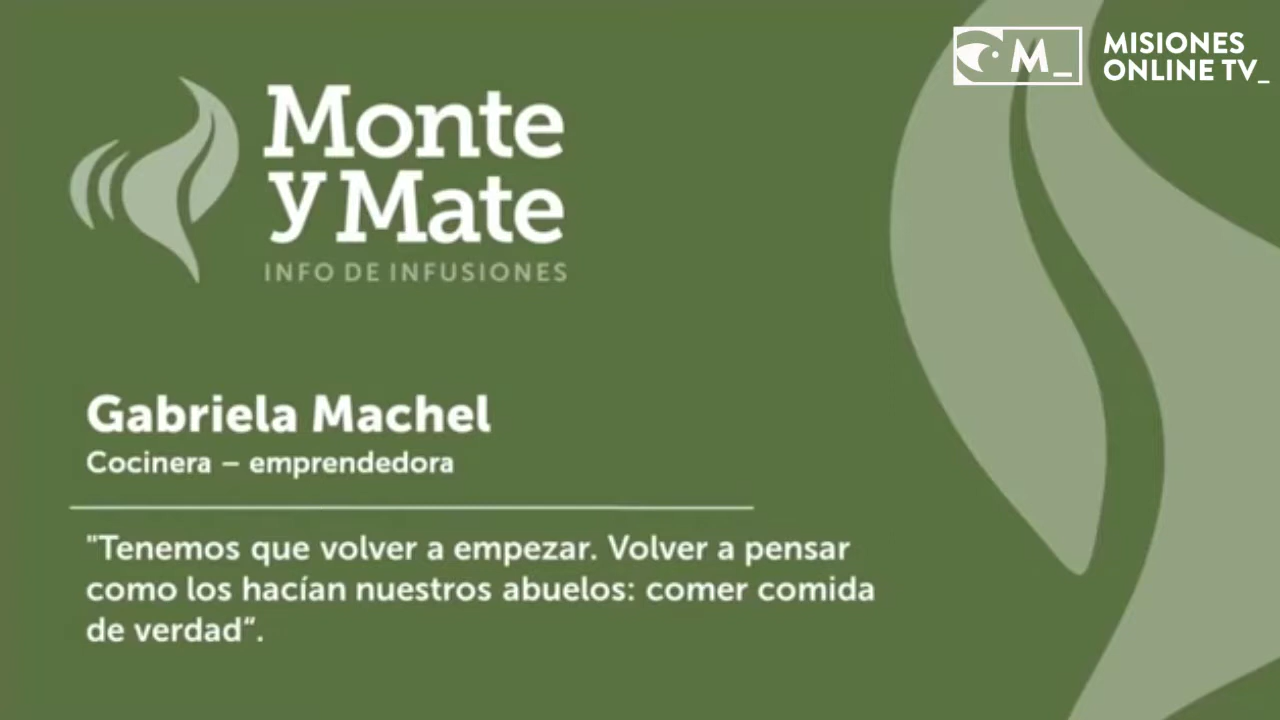 M_ MISIONES
ONLINE TV_
Monte
y Mate
INFO DE INFUSIONES
Gabriela Machel
Cocinera – emprendedora
"Tenemos que volver a empezar. Volver a pensar
como los hacían nuestros abuelos: comer comida
de verdad“.